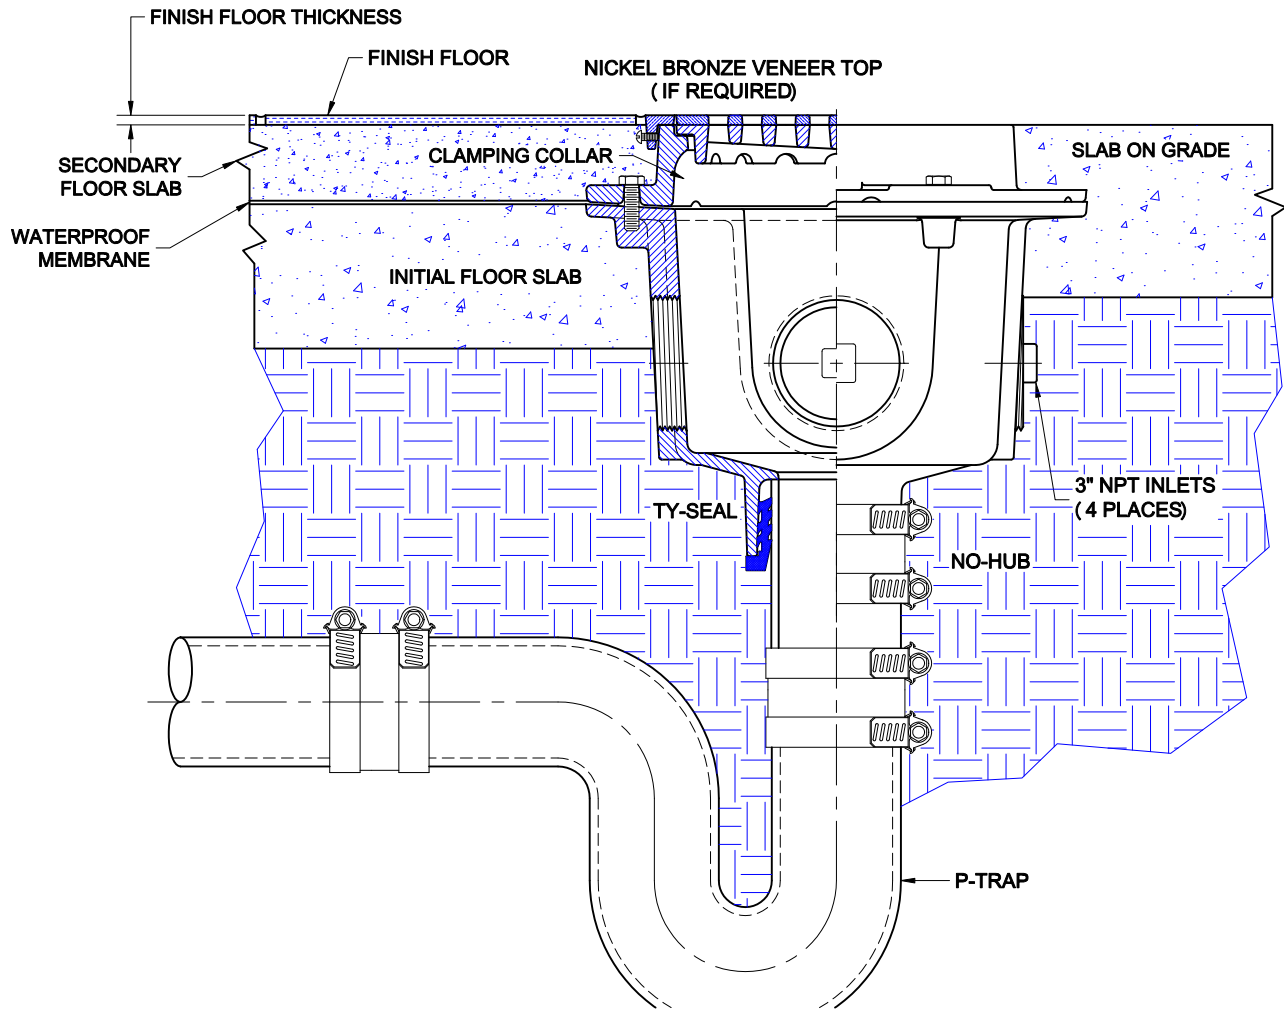 FINISH FLOOR THICKNESS
FINISH FLOOR
NICKEL BRONZE VENEER TOP
( IF REQUIRED)
SECONDARY
FLOOR SLAB
CLAMPING COLLAR
SLAB ON GRADE
WATERPROOF
MEMBRANE
INITIAL FLOOR SLAB
3" NPT INLETS
( 4 PLACES)
TY-SEAL
NO-HUB
P-TRAP